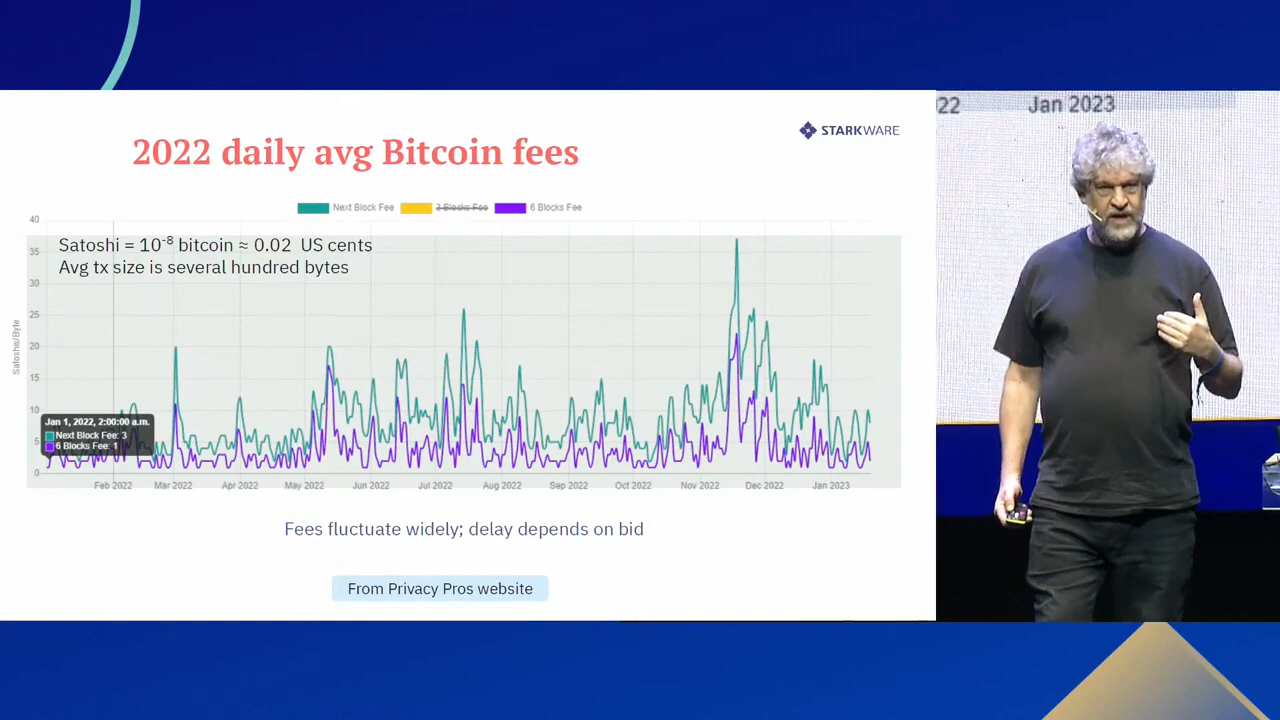 2022 daily avg Bitcoin fees
STARKWARE
Next Block Fee 3 Blocks Fee 6 Blocks Fee
Satoshi = 10⁻⁸ bitcoin ≈ 0.02 US cents
Avg tx size is several hundred bytes
Satoshis/Byte
40
35
30
25
20
15
10
5
0
Jan 1, 2022, 2:00:00 a.m.
Next Block Fee: 3
6 Blocks Fee: 1
Feb 2022 Mar 2022 Apr 2022 May 2022 Jun 2022 Jul 2022 Aug 2022 Sep 2022 Oct 2022 Nov 2022 Dec 2022 Jan 2023
Fees fluctuate widely; delay depends on bid
From Privacy Pros website
22 Jan 2023